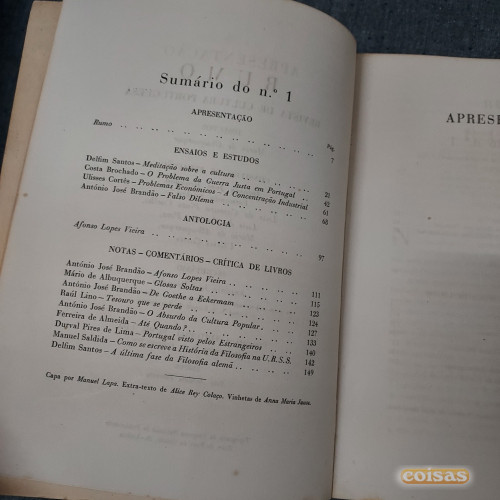 Sumário do n.º 1
APRESENTAÇÃO
Pág.
Rumo 7
ENSAIOS E ESTUDOS
Delfim Santos — Meditação sobre a cultura 21
Costa Brochado — O Problema da Guerra Justa em Portugal 42
Ulisses Cortês — Problemas Económicos — A Concentração Industrial 61
António José Brandão — Falso Dilema 68
ANTOLOGIA
Afonso Lopes Vieira 97
NOTAS — COMENTÁRIOS — CRÍTICA DE LIVROS
António José Brandão — Afonso Lopes Vieira 111
Mário de Albuquerque — Glosas Soltas 115
António José Brandão — De Goethe a Eckermann 123
Raúl Lino — Tesouro que se perde 124
António José Brandão — O Absurdo da Cultura Popular 127
Ferreira de Almeida — Até Quando? 133
Durval Pires de Lima — Portugal visto pelos Estrangeiros 140
Manuel Saldida — Como se escreve a História da Filosofia na U.R.S.S. 142
Delfim Santos — A última fase da Filosofia alemã 149
Capa por Manuel Lapa. Extra-texto de Alice Rey Colaço. Vinhetas de Anna Maria
APRESE
coisas